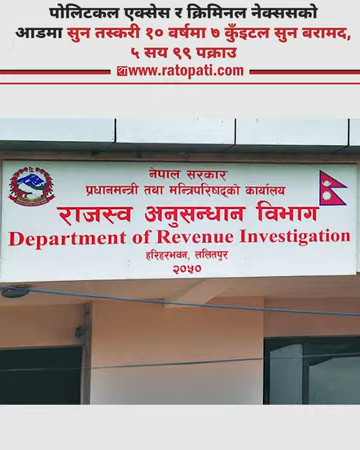 पोलिटकल एक्सेस र क्रिमिनल नेक्ससको
आडमा सुन तस्करी १० वर्षमा ७ कुँइटल सुन बरामद,
५ सय ९९ पक्राउ
www.ratopati.com
नेपाल सरकार
प्रधानमन्त्री तथा मन्त्रिपरिषद्को कार्यालय
राजस्व अनुसन्धान विभाग
Department of Revenue Investigation
हरिहरभवन, ललितपुर
२०५०